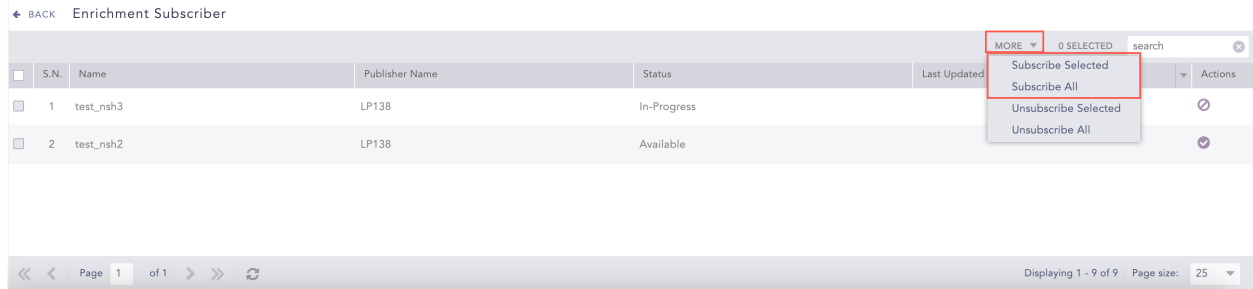 BACK Enrichment Subscriber
MORE 0 SELECTED search
S.N. Name Publisher Name Status Last Updated Actions
Subscribe Selected
Subscribe All
Unsubscribe Selected
Unsubscribe All
1 test_nsh3 LP138 In-Progress
2 test_nsh2 LP138 Available
Page 1 of 1 Displaying 1 - 9 of 9 Page size: 25